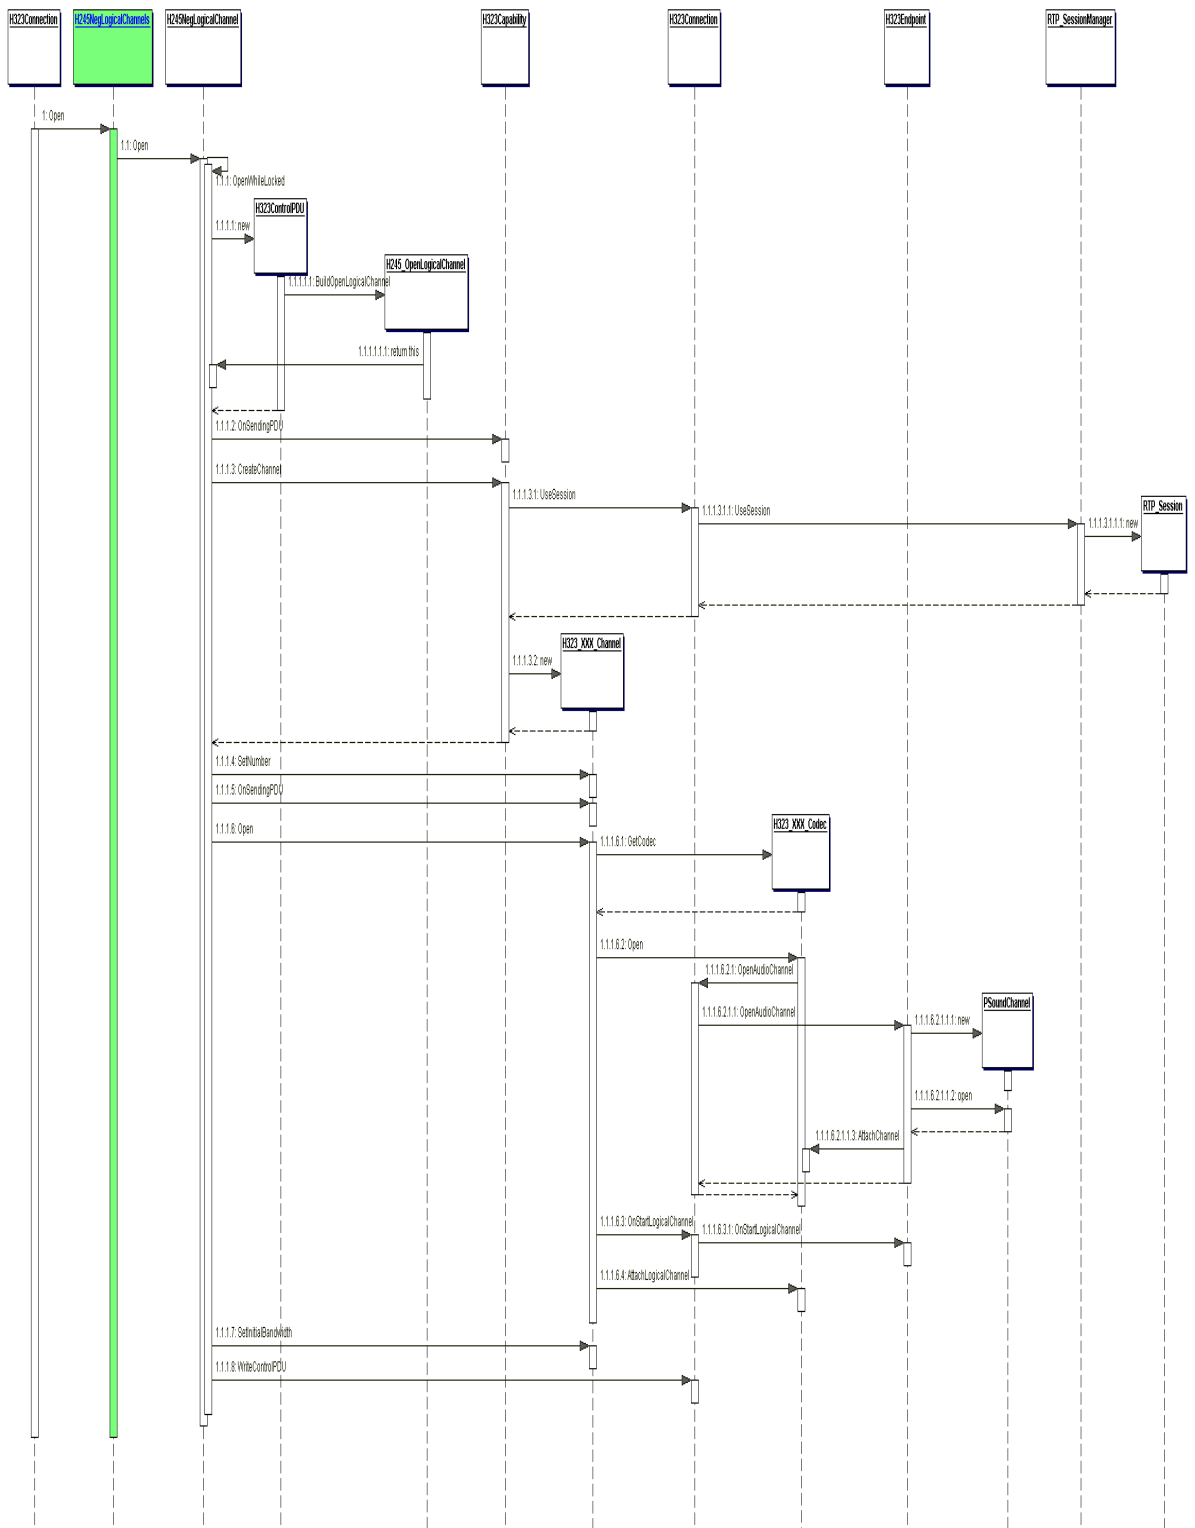 H323Connection
H245NegLogicalChannels
H245NegLogicalChannel
H323Capability
H323Connection
H323Endpoint
RTP_SessionManager
1: Open
1.1: Open
1.1.1: OpenWhileLocked
H323ControlPDU
1.1.1.1: new
H245_OpenLogicalChannel
1.1.1.1.1: BuildOpenLogicalChannel
1.1.1.1.1.1: return this
1.1.1.2: OnSendingPDU
1.1.1.3: CreateChannel
1.1.1.3.1: UseSession
1.1.1.3.1.1: UseSession
RTP_Session
1.1.1.3.1.1.1: new
H323_XXX_Channel
1.1.1.3.2: new
1.1.1.4: SetNumber
1.1.1.5: OnSendingPDU
1.1.1.6: Open
H323_XXX_Codec
1.1.1.6.1: GetCodec
1.1.1.6.2: Open
1.1.1.6.2.1: OpenAudioChannel
1.1.1.6.2.1.1: OpenAudioChannel
PSoundChannel
1.1.1.6.2.1.1.1: new
1.1.1.6.2.1.1.2: open
1.1.1.6.2.1.1.3: AttachChannel
1.1.1.6.3: OnStartLogicalChannel
1.1.1.6.3.1: OnStartLogicalChannel
1.1.1.6.4: AttachLogicalChannel
1.1.1.7: SetInitialBandwidth
1.1.1.8: WriteControlPDU